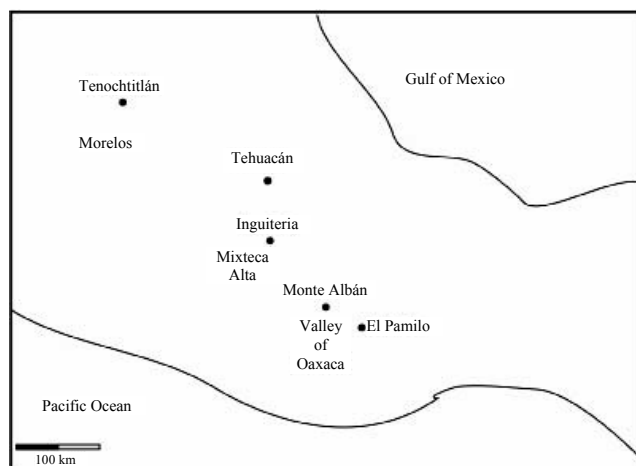 Gulf of Mexico
Tenochtitlán
Morelos
Tehuacán
Inguiteria
Mixteca
Alta
Monte Albán
El Pamilo
Valley
of
Oaxaca
Pacific Ocean
100 km